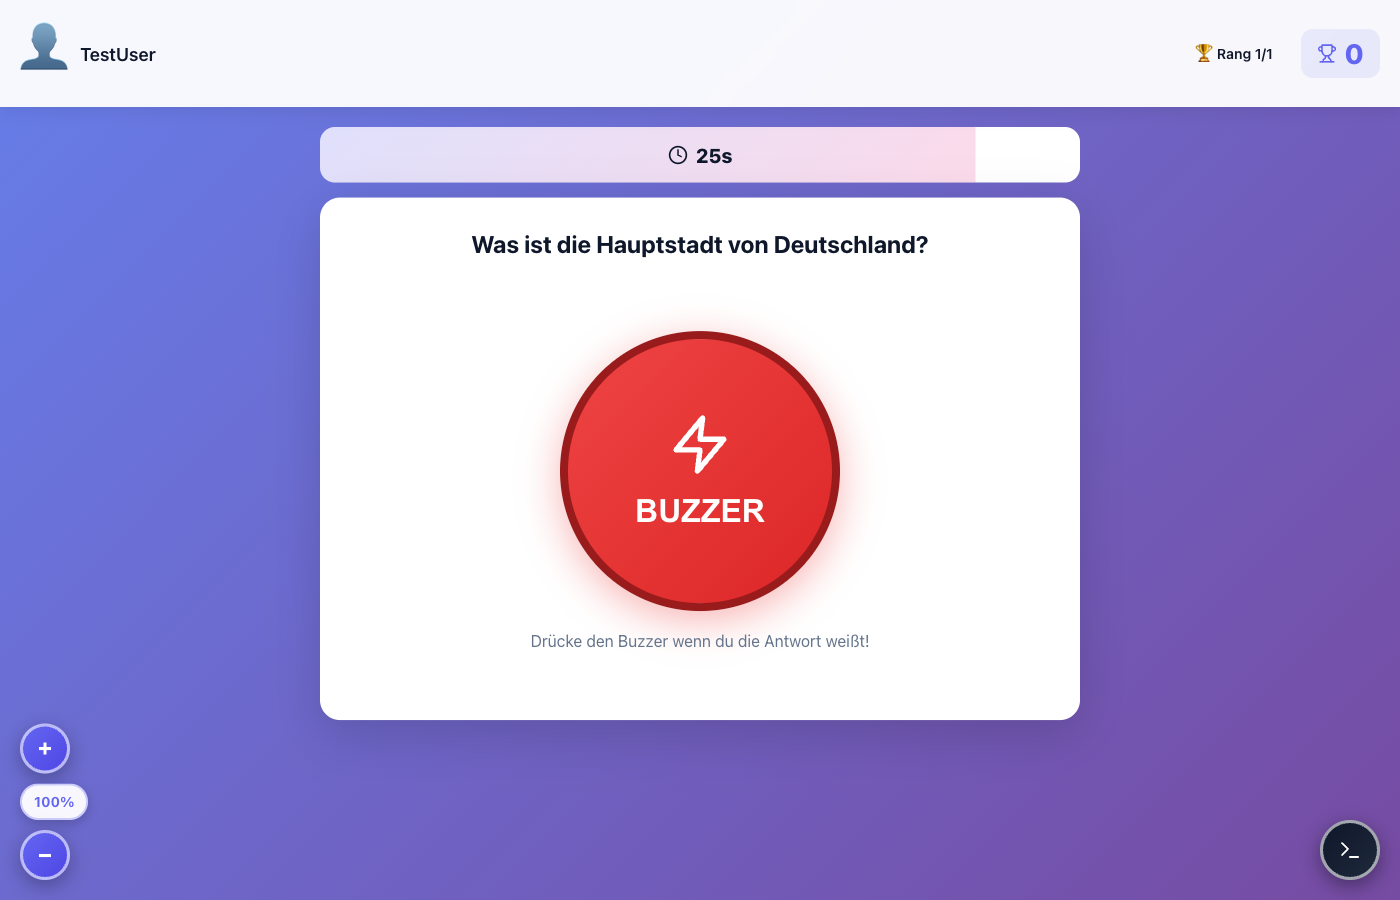 TestUser
Rang 1/1
0
25s
Was ist die Hauptstadt von Deutschland?
BUZZER
Drücke den Buzzer wenn du die Antwort weißt!
+
100%
−